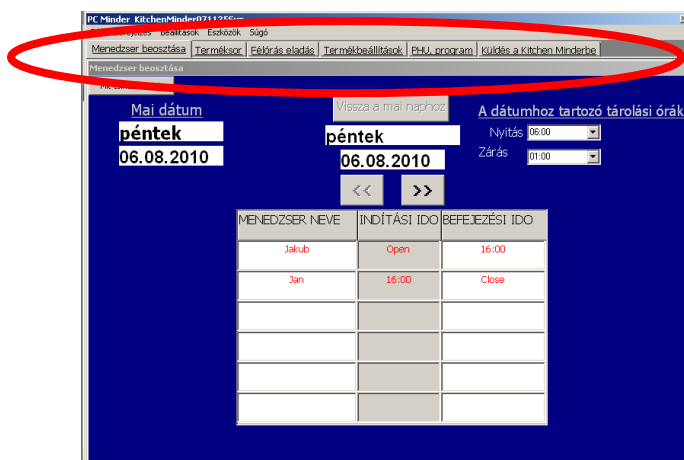 PC Minder KitchenMinder071125Eu
Beállítások Eszközök Súgó
Menedzser beosztása Terméksor Félórás eladás Termékbeállítások PHU, program Küldés a Kitchen Minderbe
Menedzser beosztása
Mai dátum
Vissza a mai naphoz
A dátumhoz tartozó tárolási órák
péntek
péntek
Nyitás 06:00
06.08.2010
06.08.2010
Zárás 01:00
<< >>
MENEDZSER NEVE INDÍTÁSI IDO BEFEJEZÉSI IDO
Jakub Open 16:00
Jan 16:00 Close